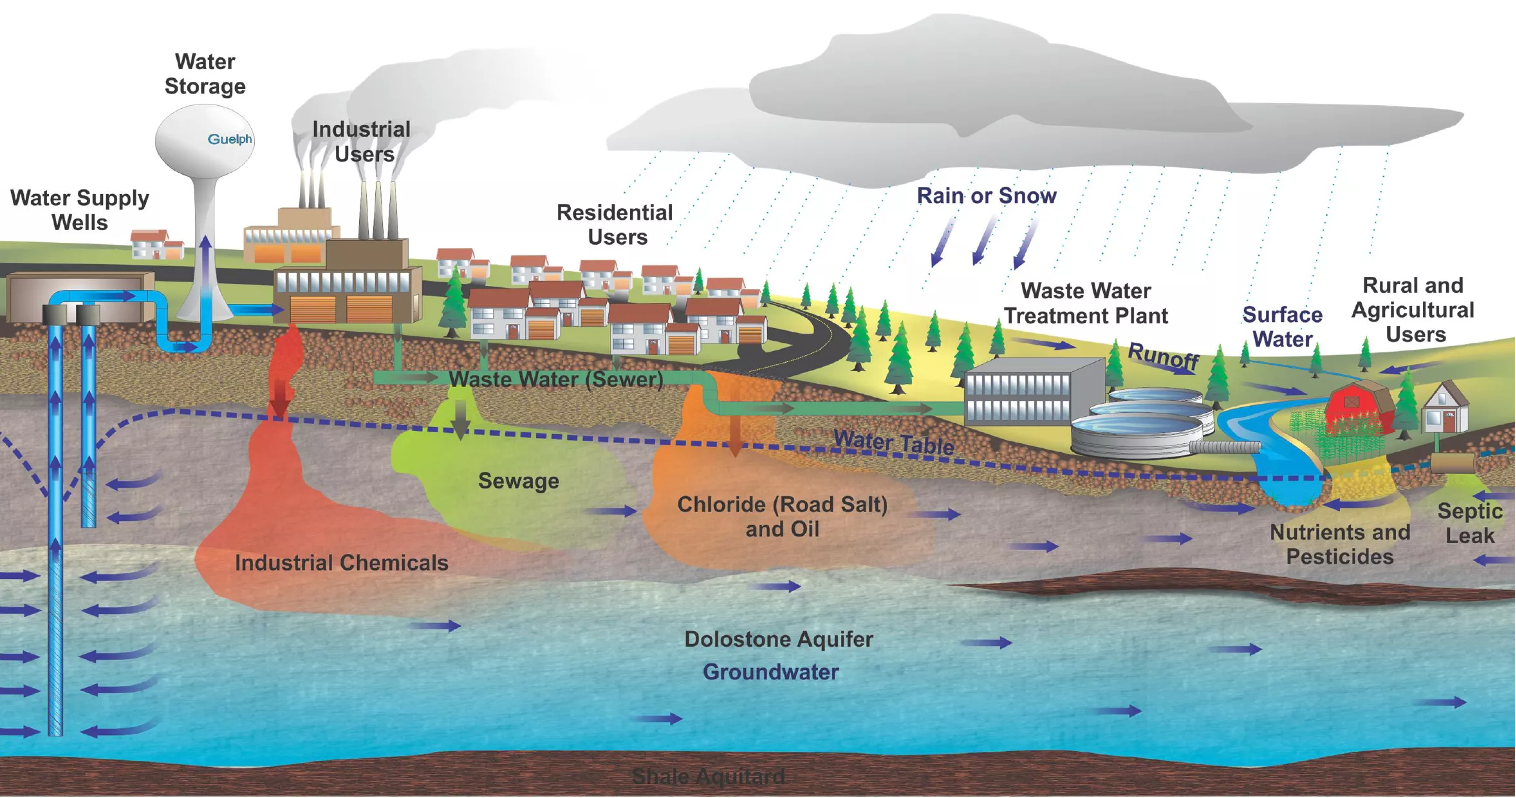 Water
Storage
Guelph
Industrial
Users
Water Supply
Wells
Residential
Users
Rain or Snow
Waste Water
Treatment Plant
Runoff
Surface
Water
Rural and
Agricultural
Users
Waste Water (Sewer)
Water Table
Sewage
Chloride (Road Salt)
and Oil
Industrial Chemicals
Nutrients and
Pesticides
Septic
Leak
Dolostone Aquifer
Groundwater
Shale Aquitard